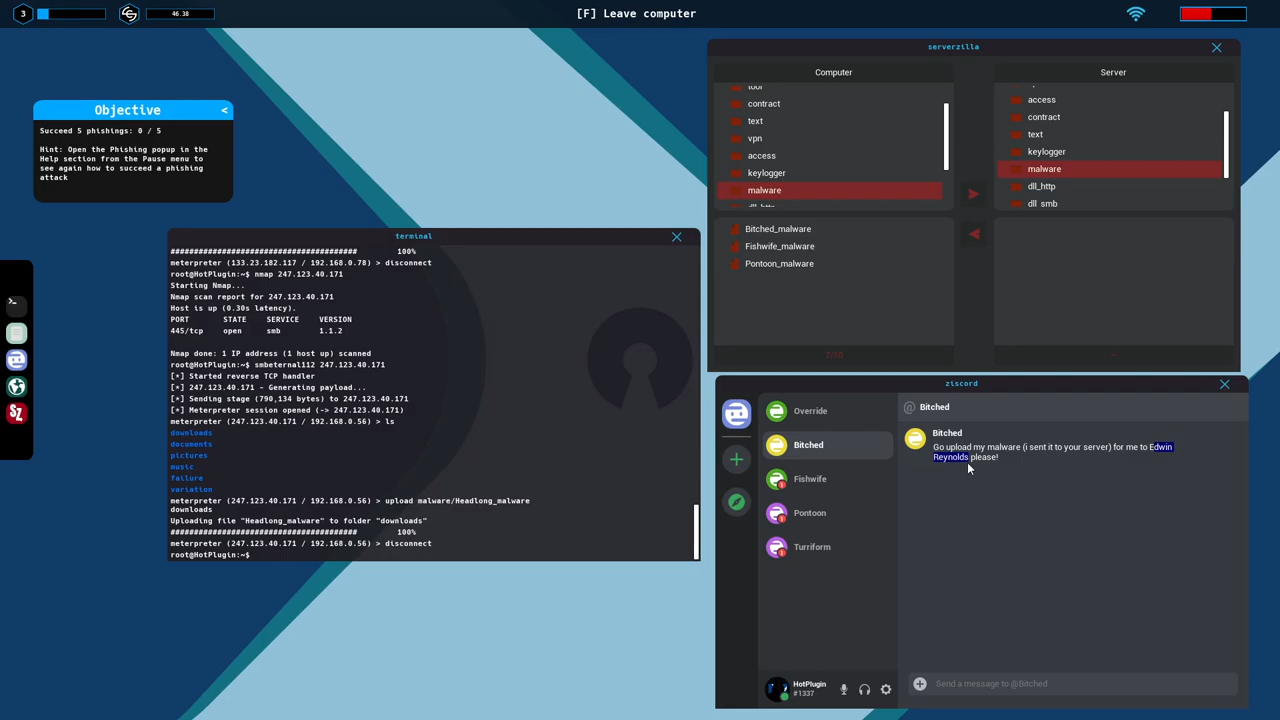 3
46.38
[F] Leave computer
Objective <
Succeed 5 phishings: 0 / 5
Hint: Open the Phishing popup in the
Help section from the Pause menu to
see again how to succeed a phishing
attack
terminal
######################################## 100%
meterpreter (133.23.182.117 / 192.168.0.78) > disconnect
root@HotPlugin:~$ nmap 247.123.40.171
Starting Nmap...
Nmap scan report for 247.123.40.171
Host is up (0.30s latency).
PORT STATE SERVICE VERSION
445/tcp open smb 1.1.2
Nmap done: 1 IP address (1 host up) scanned
root@HotPlugin:~$ smbeternal112 247.123.40.171
[*] Started reverse TCP handler
[*] 247.123.40.171 - Generating payload...
[*] Sending stage (790,134 bytes) to 247.123.40.171
[*] Meterpreter session opened (-> 247.123.40.171)
meterpreter (247.123.40.171 / 192.168.0.56) > ls
downloads
documents
pictures
music
failure
variation
meterpreter (247.123.40.171 / 192.168.0.56) > upload malware/Headlong_malware
downloads
Uploading file "Headlong_malware" to folder "downloads"
######################################## 100%
meterpreter (247.123.40.171 / 192.168.0.56) > disconnect
root@HotPlugin:~$
serverzilla
Computer
tool
contract
text
vpn
access
keylogger
malware
dll_http
Bitched_malware
Fishwife_malware
Pontoon_malware
7/10
Server
access
contract
text
keylogger
malware
dll_http
dll_smb
--
ziscord
Override
Bitched
Fishwife
Pontoon
Turriform
HotPlugin
#1337
@ Bitched
Bitched
Go upload my malware (i sent it to your server) for me to Edwin
Reynolds please!
Send a message to @Bitched